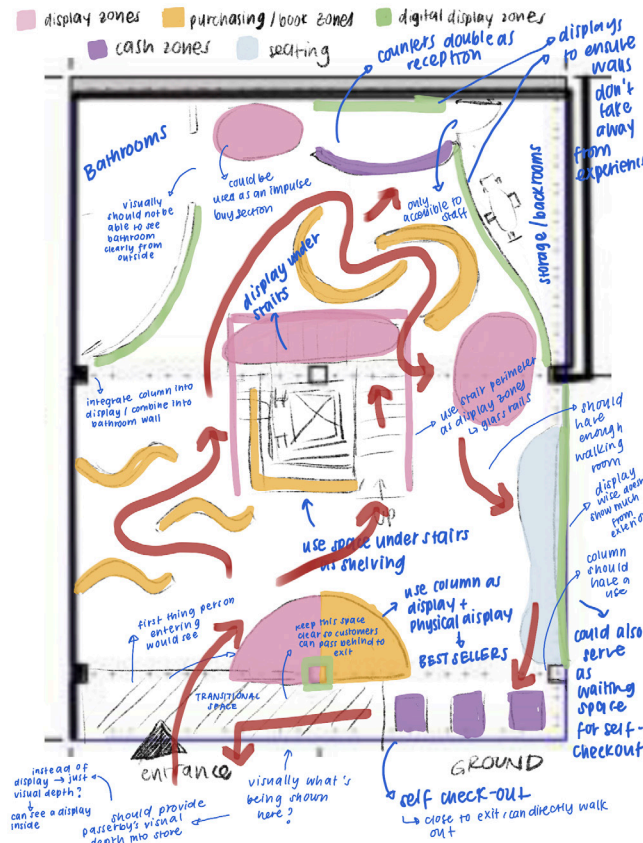 display zones
purchasing/book zones
digital display zones
cash zones
seating
counters double as
reception
displays
to ensure
walls
don't
take
away
from
experience
Bathrooms
visually
should not be
able to see
bathroom
clearly from
outside
could be
used as an impulse
buy section
only
accessible to
staff
storage/backrooms
display under
stairs
integrate column into
display/combine into
bathroom wall
use stair perimeter
as display zones
↳ glass rails
should
have
enough
walking
room
display
wise doesn't
show much
from
exterior
UP
use space under stairs
as shelving
column
should
have a
use
first thing person
entering
would see
keep this space
clear so customers
can pass behind to
exit
use column as
display +
physical display
↓
BEST SELLERS
could also
serve
as
waiting
space
for self-
checkout
TRANSITIONAL
SPACE
entrance
GROUND
instead of
display → just
visual depth?
↓
can see a display
inside
should provide
passerby's visual
depth into store
visually what's
being shown
here?
self check-out
↳ close to exit, can directly walk
out